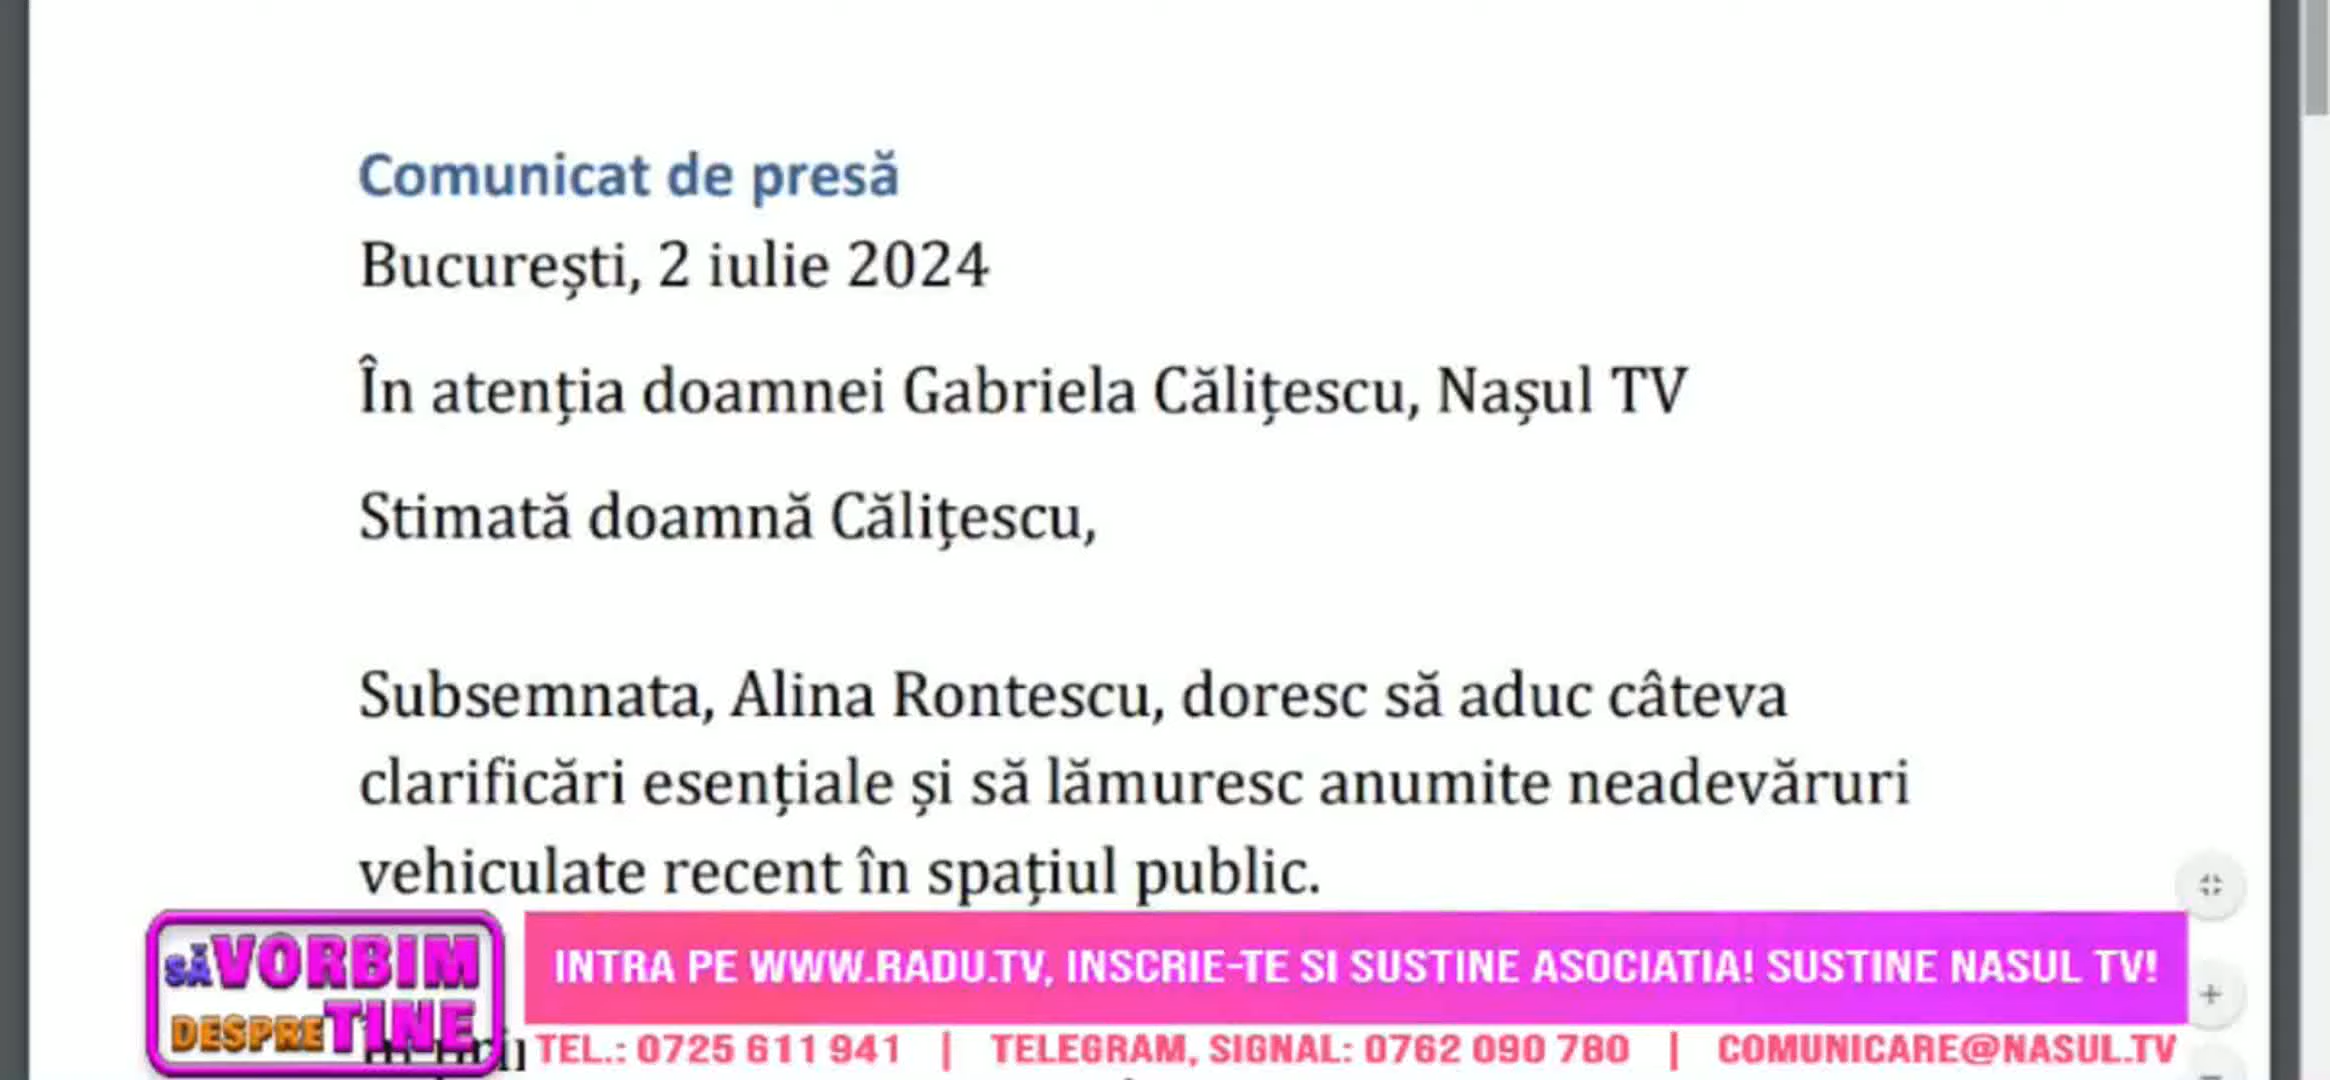 Comunicat de presă
București, 2 iulie 2024
În atenția doamnei Gabriela Călițescu, Nașul TV
Stimată doamnă Călițescu,
Subsemnata, Alina Rontescu, doresc să aduc câteva
clarificări esențiale și să lămuresc anumite neadevăruri
vehiculate recent în spațiul public.
SĂ VORBIM
DESPRE TINE
INTRA PE WWW.RADU.TV, INSCRIE-TE SI SUSTINE ASOCIATIA! SUSTINE NASUL TV!
TEL.: 0725 611 941 | TELEGRAM, SIGNAL: 0762 090 780 | COMUNICARE@NASUL.TV